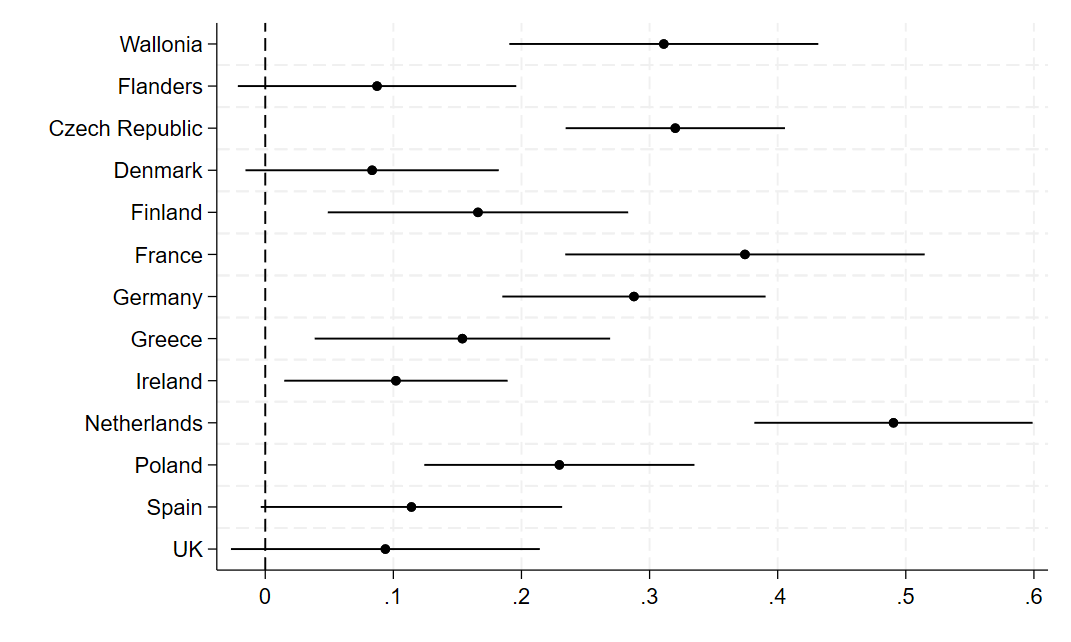 Wallonia
Flanders
Czech Republic
Denmark
Finland
France
Germany
Greece
Ireland
Netherlands
Poland
Spain
UK
0 .1 .2 .3 .4 .5 .6